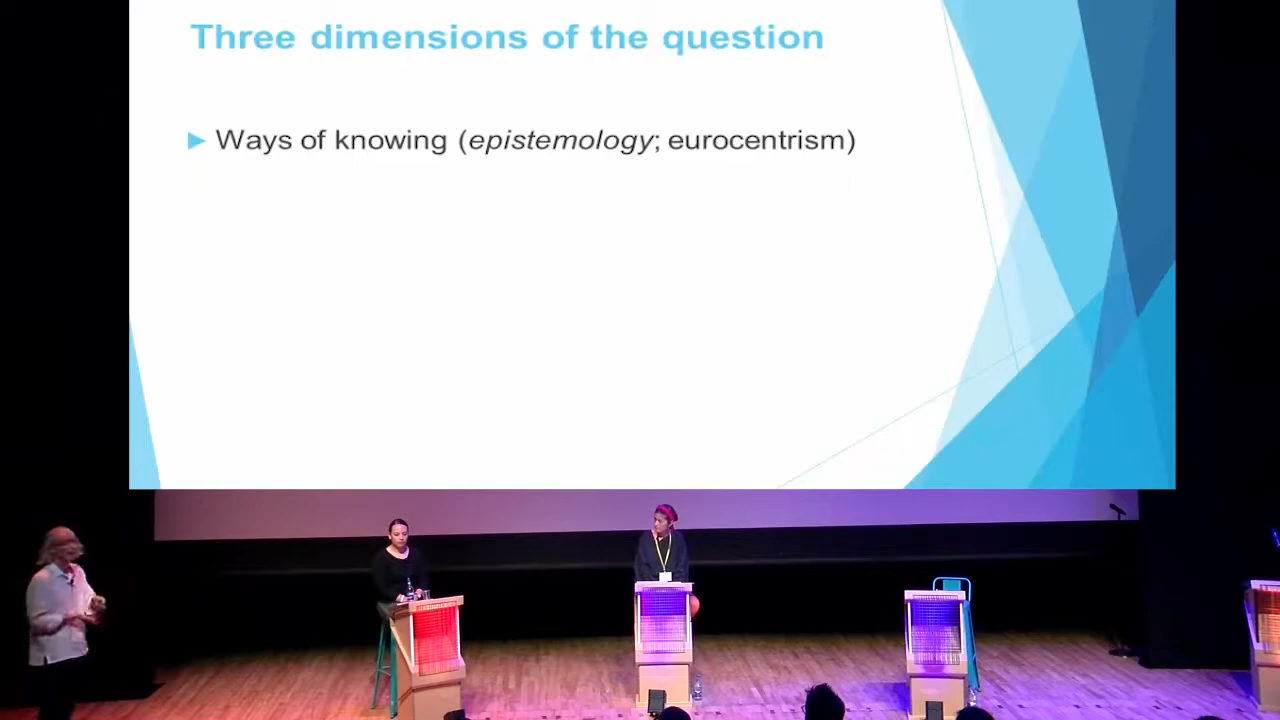 Three dimensions of the question
Ways of knowing (epistemology; eurocentrism)